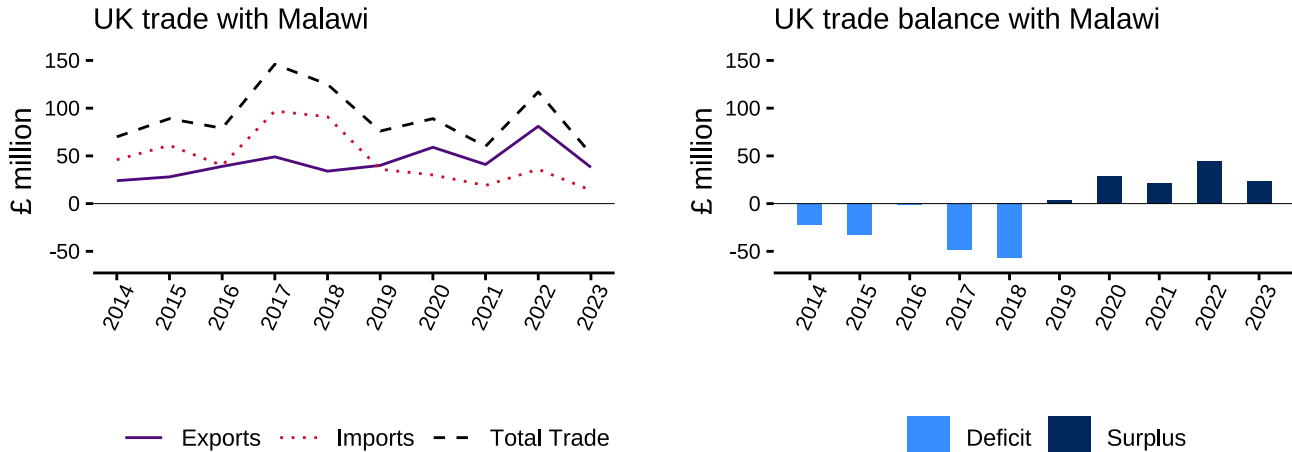 UK trade with Malawi
£ million
150
100
50
0
-50
2014 2015 2016 2017 2018 2019 2020 2021 2022 2023
Exports Imports Total Trade
UK trade balance with Malawi
£ million
150
100
50
0
-50
2014 2015 2016 2017 2018 2019 2020 2021 2022 2023
Deficit Surplus